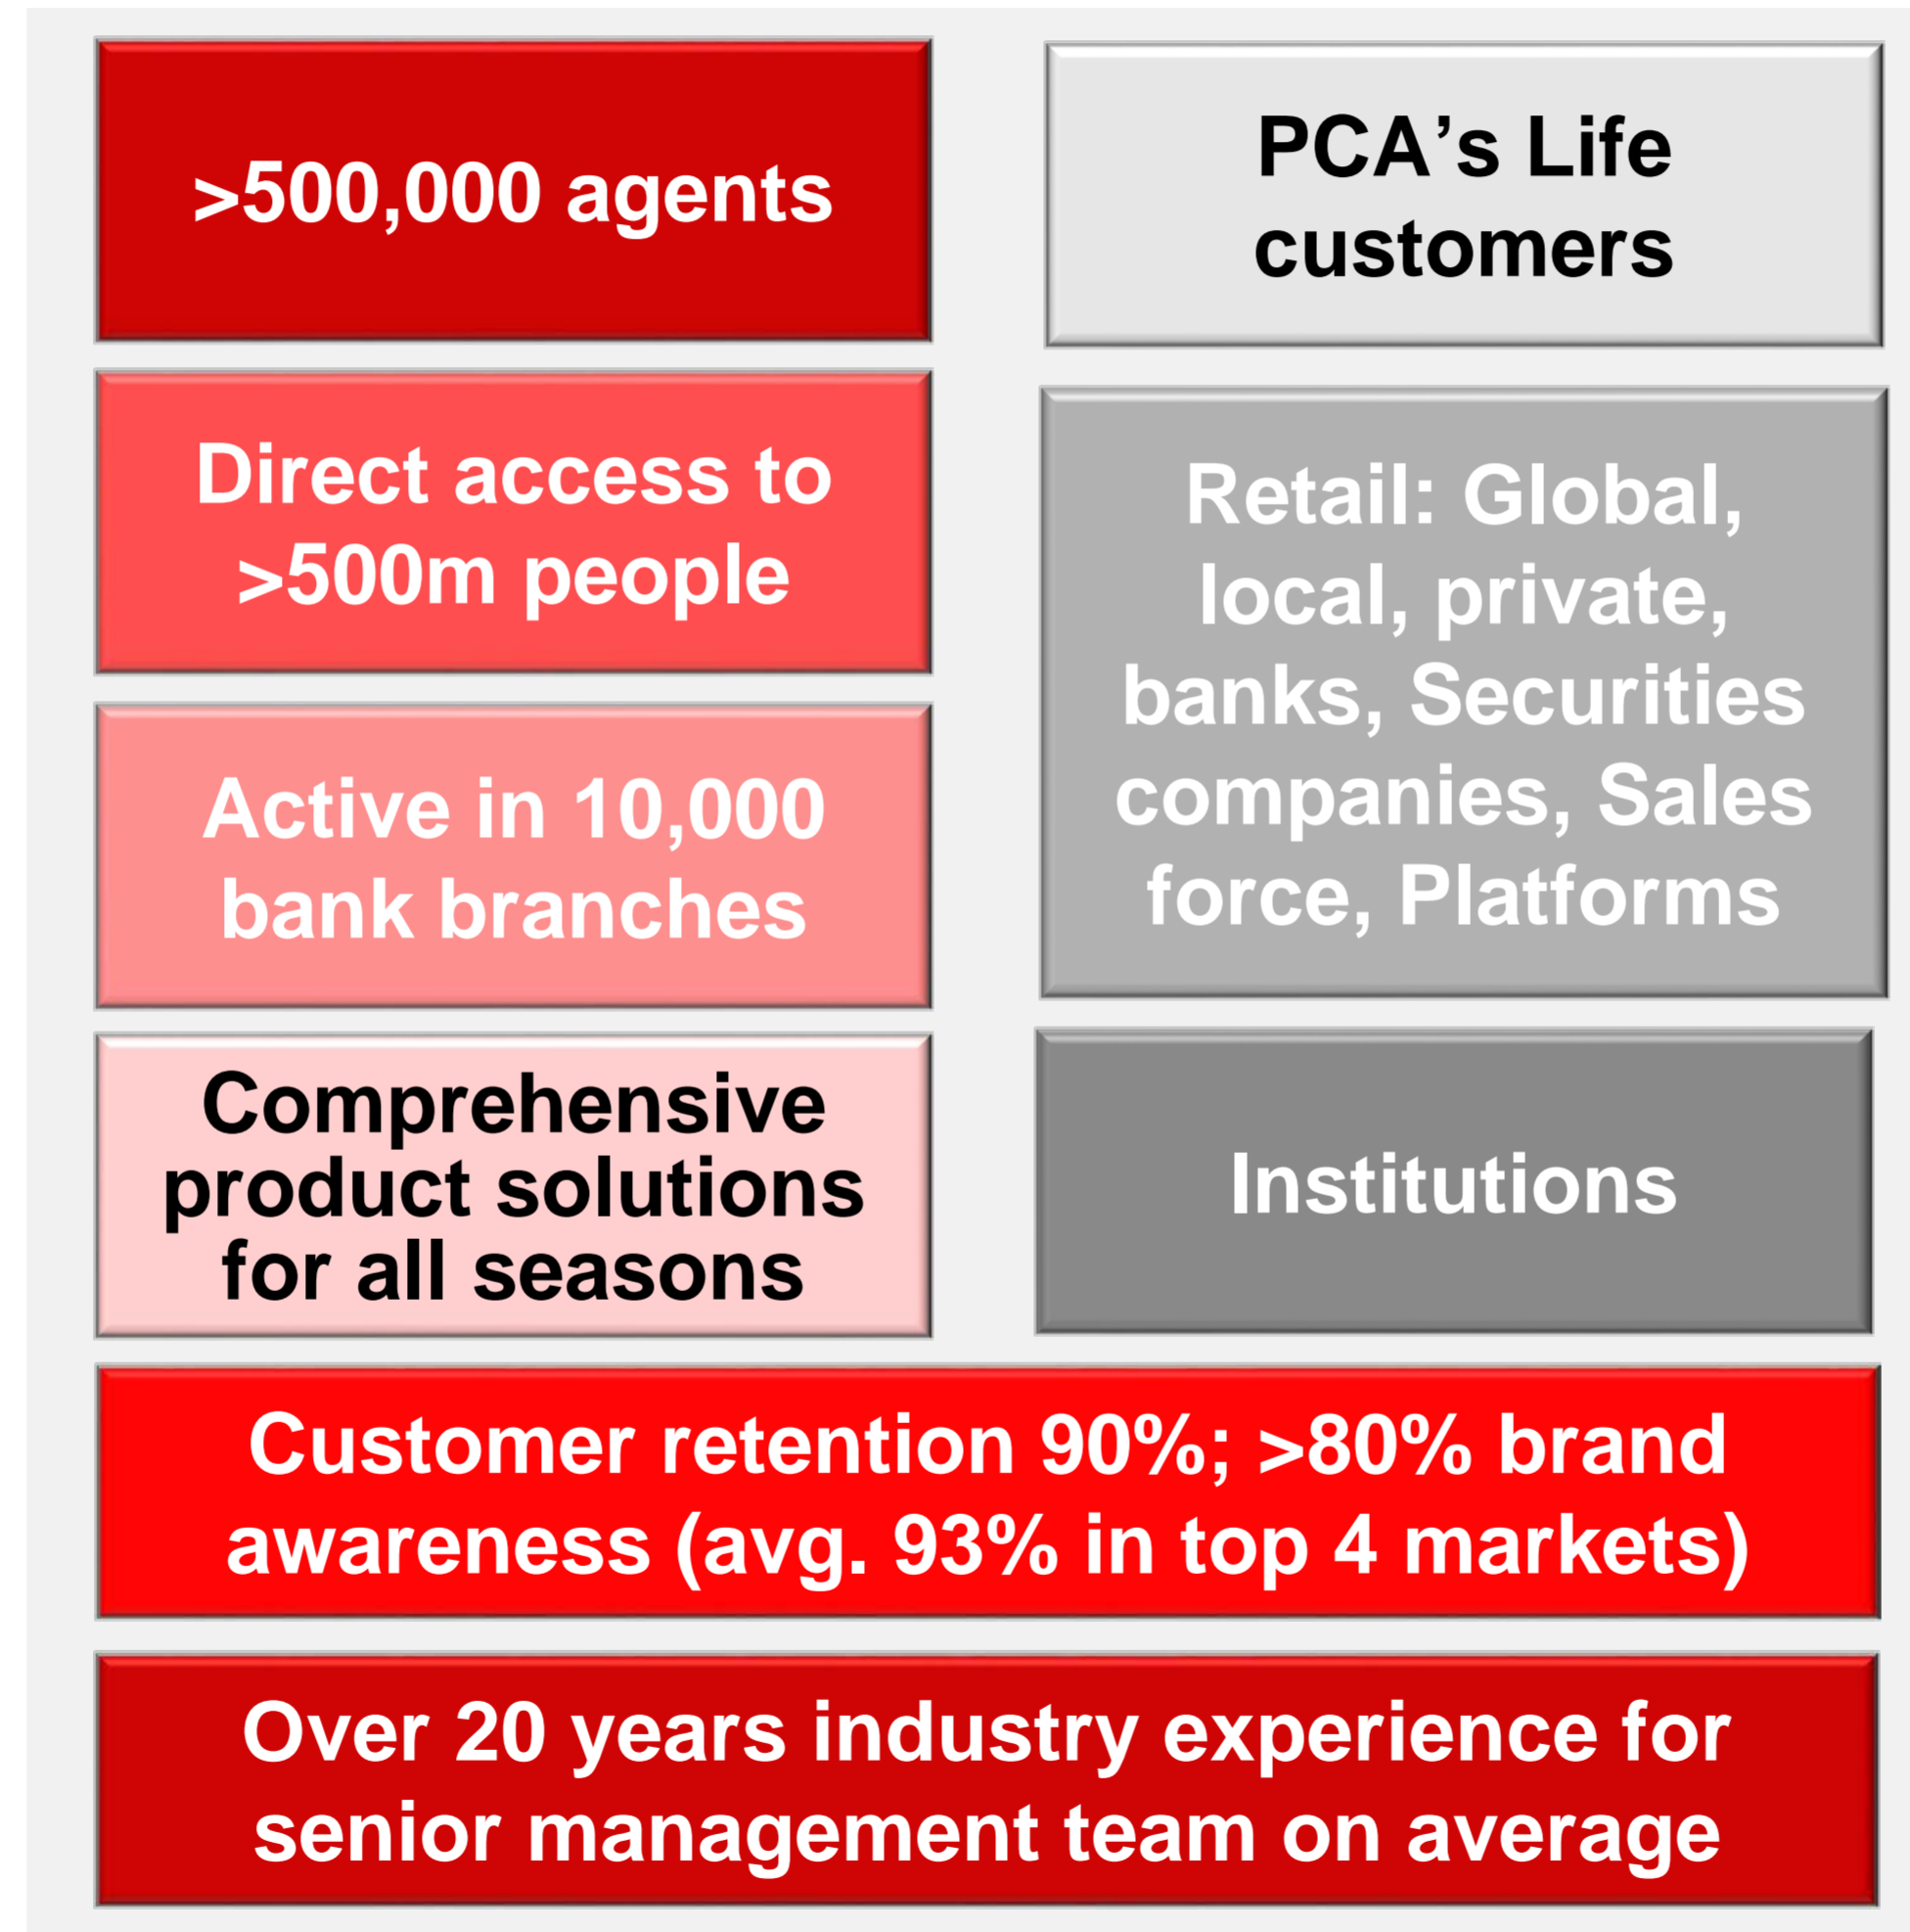 >500,000 agents
Direct access to
>500m people
Active in 10,000
bank branches
Comprehensive
product solutions
for all seasons
PCA’s Life
customers
Retail: Global,
local, private,
banks, Securities
companies, Sales
force, Platforms
Institutions
Customer retention 90%; >80% brand
awareness (avg. 93% in top 4 markets)
Over 20 years industry experience for
senior management team on average